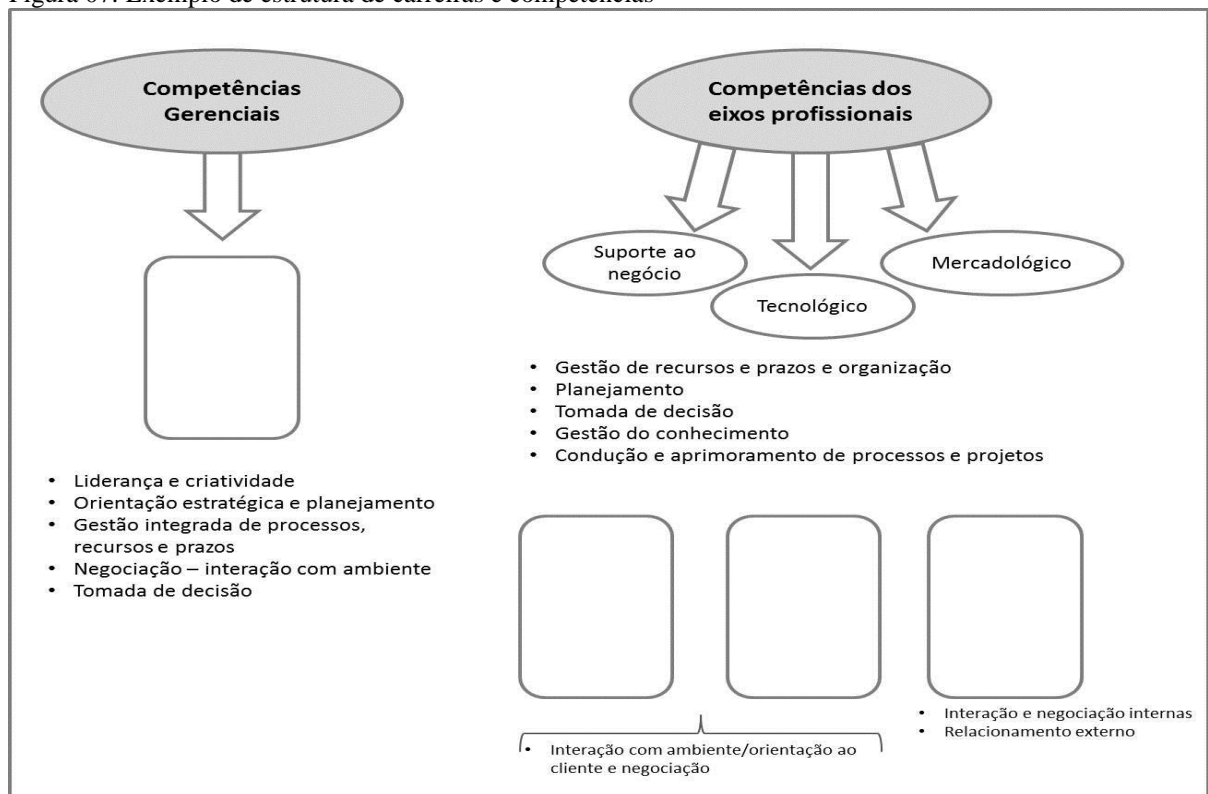 Figura 07: Exemplo de estrutura de carreiras e competências
Competências
Gerenciais
• Liderança e criatividade
• Orientação estratégica e planejamento
• Gestão integrada de processos,
recursos e prazos
• Negociação – interação com ambiente
• Tomada de decisão
Competências dos
eixos profissionais
Suporte ao
negócio
Tecnológico
Mercadológico
• Gestão de recursos e prazos e organização
• Planejamento
• Tomada de decisão
• Gestão do conhecimento
• Condução e aprimoramento de processos e projetos
• Interação com ambiente/orientação ao
cliente e negociação
• Interação e negociação internas
• Relacionamento externo